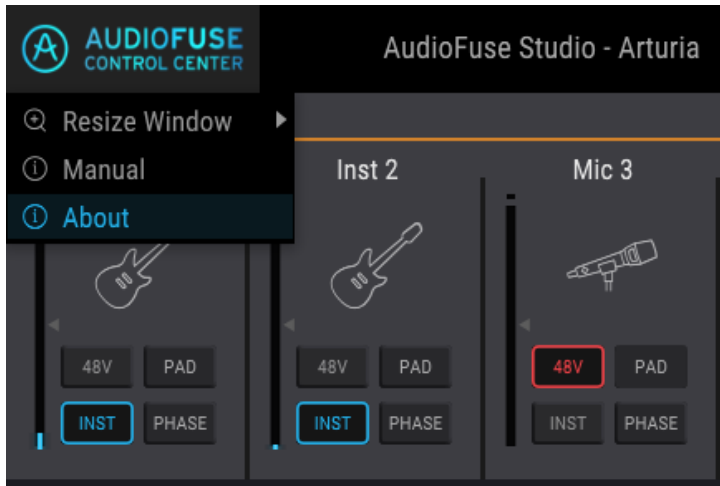 AUDIOFUSE
CONTROL CENTER
AudioFuse Studio - Arturia
Resize Window
Manual
About
Inst 2
Mic 3
48V PAD
INST PHASE
48V PAD
INST PHASE
48V PAD
INST PHASE